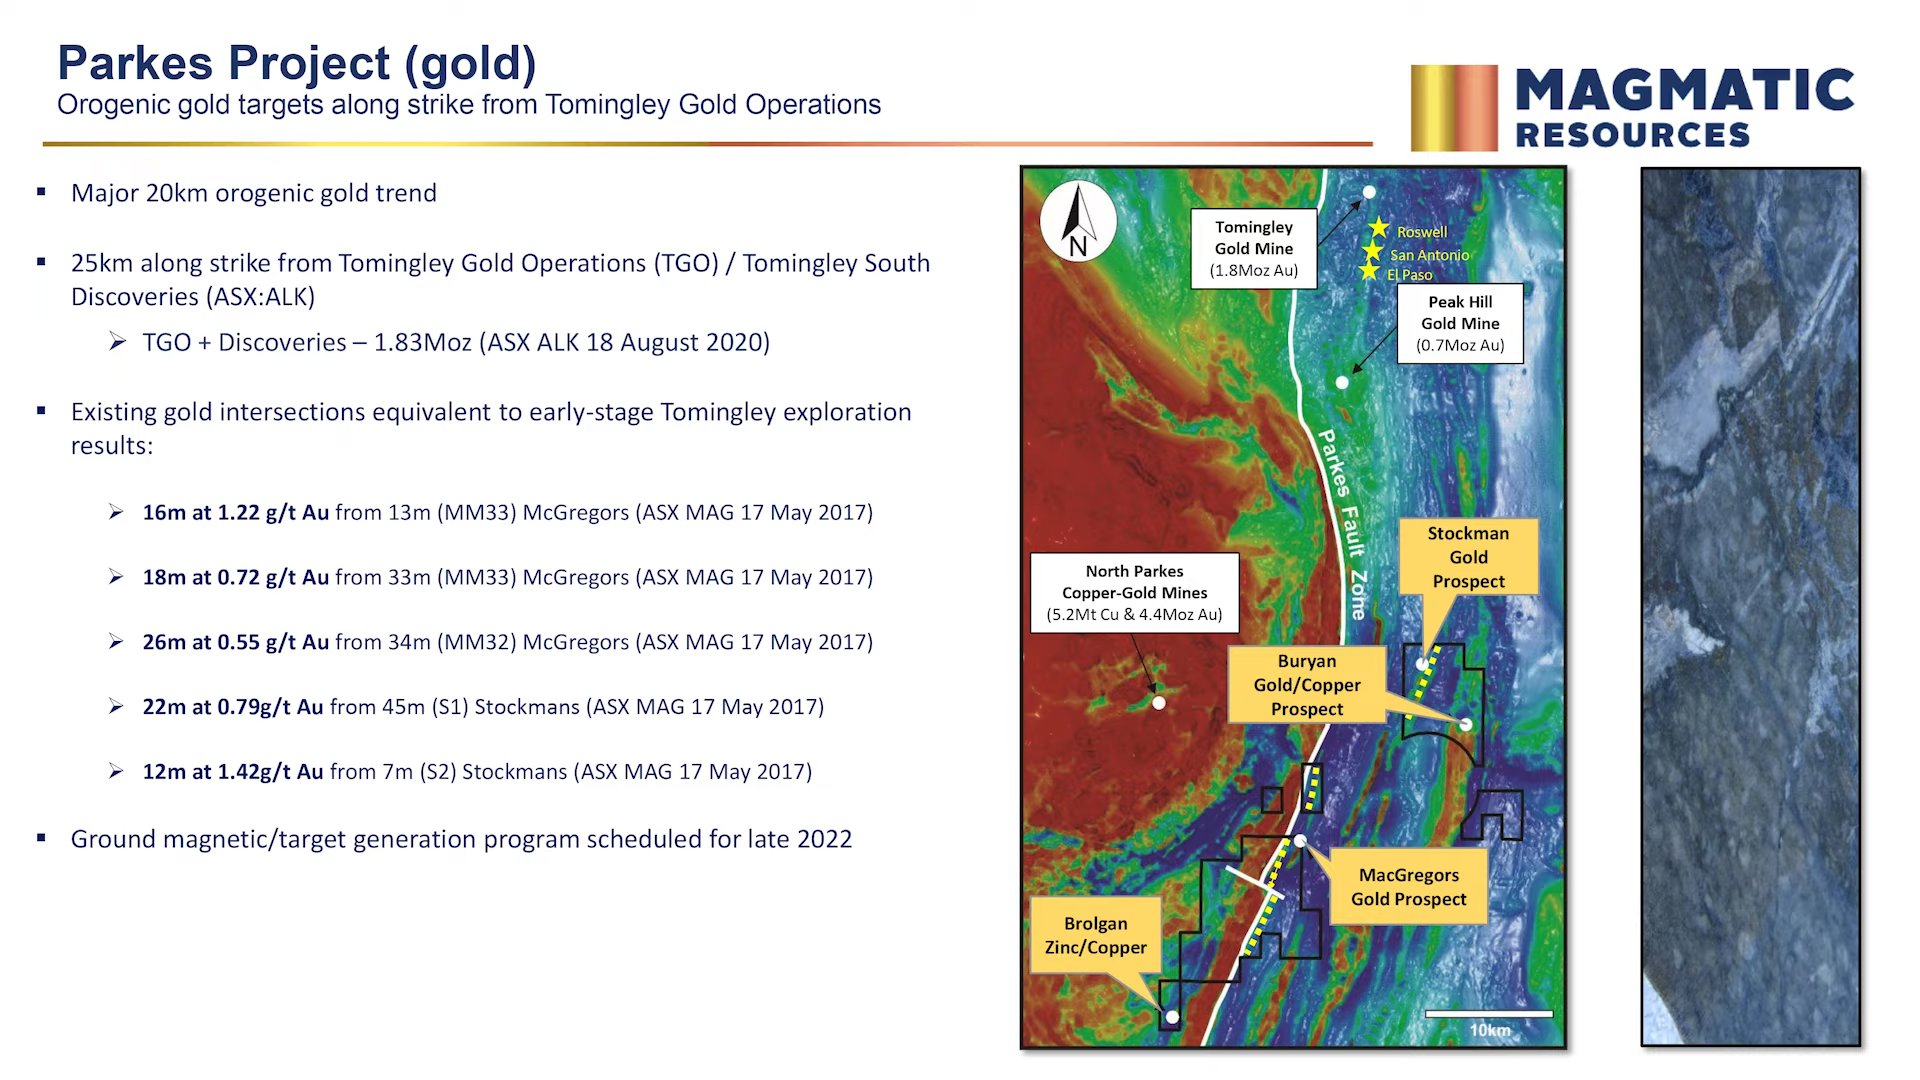 Parkes Project (gold)
Orogenic gold targets along strike from Tomingley Gold Operations
MAGMATIC
RESOURCES
▪ Major 20km orogenic gold trend
▪ 25km along strike from Tomingley Gold Operations (TGO) / Tomingley South
Discoveries (ASX:ALK)
➢ TGO + Discoveries – 1.83Moz (ASX ALK 18 August 2020)
▪ Existing gold intersections equivalent to early-stage Tomingley exploration
results:
➢ 16m at 1.22 g/t Au from 13m (MM33) McGregors (ASX MAG 17 May 2017)
➢ 18m at 0.72 g/t Au from 33m (MM33) McGregors (ASX MAG 17 May 2017)
➢ 26m at 0.55 g/t Au from 34m (MM32) McGregors (ASX MAG 17 May 2017)
➢ 22m at 0.79g/t Au from 45m (S1) Stockmans (ASX MAG 17 May 2017)
➢ 12m at 1.42g/t Au from 7m (S2) Stockmans (ASX MAG 17 May 2017)
▪ Ground magnetic/target generation program scheduled for late 2022
N
Tomingley
Gold Mine
(1.8Moz Au)
Roswell
San Antonio
El Paso
Peak Hill
Gold Mine
(0.7Moz Au)
Parkes Fault Zone
Stockman
Gold
Prospect
North Parkes
Copper-Gold Mines
(5.2Mt Cu & 4.4Moz Au)
Buryan
Gold/Copper
Prospect
MacGregors
Gold Prospect
Brolgan
Zinc/Copper
10km